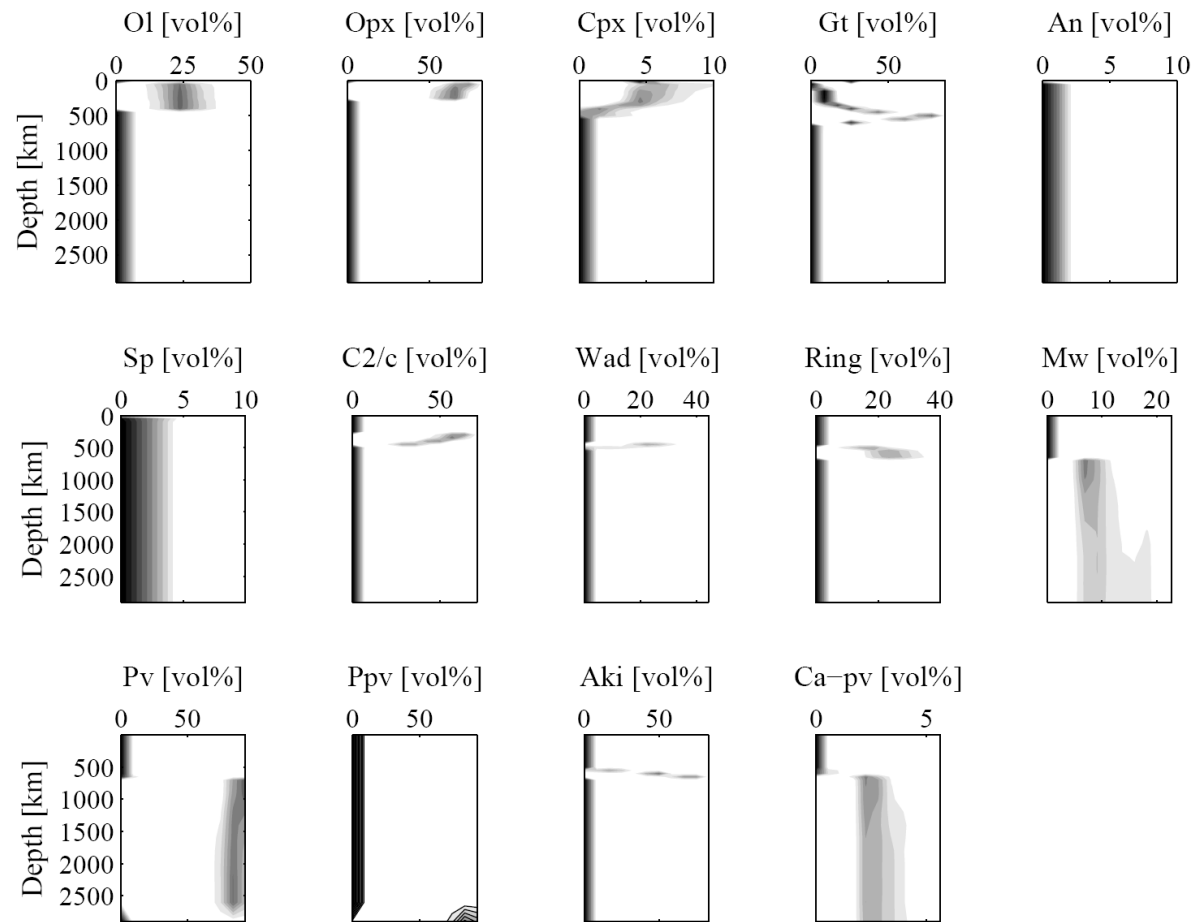 Ol [vol%] Opx [vol%] Cpx [vol%] Gt [vol%] An [vol%]
0 25 50 0 50 0 5 10 0 50 0 5 10
0
500
1000
1500
2000
2500
Depth [km]
Sp [vol%] C2/c [vol%] Wad [vol%] Ring [vol%] Mw [vol%]
0 5 10 0 50 0 20 40 0 20 40 0 10 20
0
500
1000
1500
2000
2500
Depth [km]
Pv [vol%] Ppv [vol%] Aki [vol%] Ca−pv [vol%]
0 50 0 50 0 50 0 5
500
1000
1500
2000
2500
Depth [km]